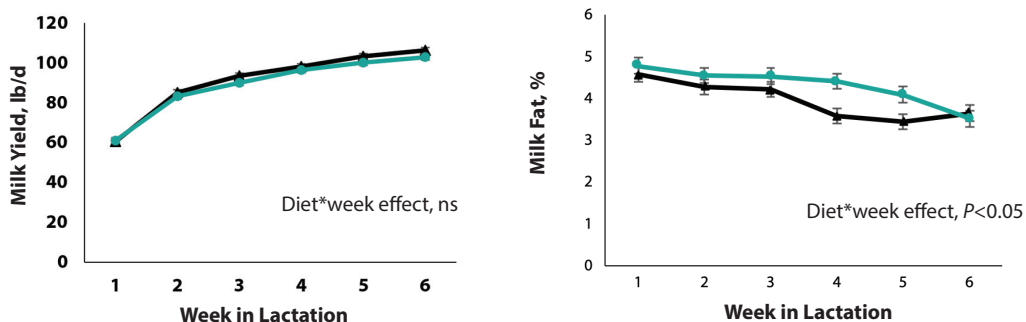 120
100
80
60
40
20
0
Milk Yield, lb/d
Diet*week effect, ns
1 2 3 4 5 6
Week in Lactation
6
5
4
3
2
1
0
Milk Fat, %
Diet*week effect, P<0.05
1 2 3 4 5 6
Week in Lactation